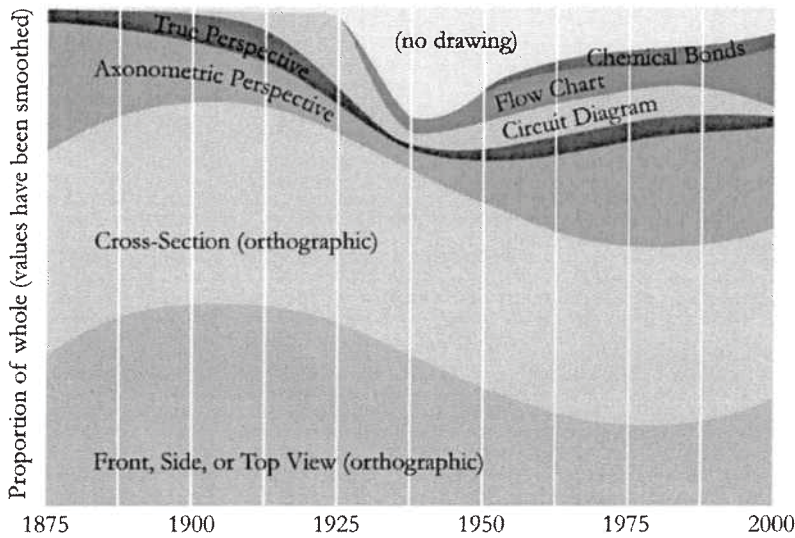 Proportion of whole (values have been smoothed)
True Perspective
Axonometric Perspective
(no drawing)
Chemical Bonds
Flow Chart
Circuit Diagram
Cross-Section (orthographic)
Front, Side, or Top View (orthographic)
1875 1900 1925 1950 1975 2000